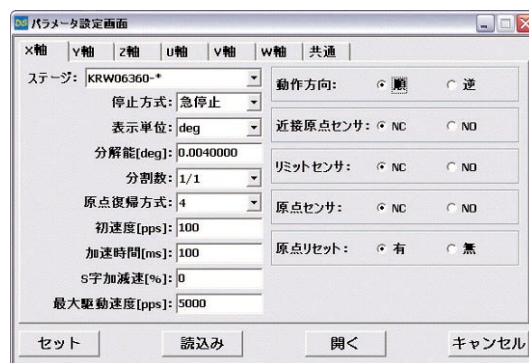 DS パラメータ設定画面
X軸 Y軸 Z軸 U軸 V軸 W軸 共通
ステージ: KRW06360-*
停止方式: 急停止
表示単位: deg
分解能[deg]: 0.0040000
分割数: 1/1
原点復帰方式: 4
初速度[pps]: 100
加速時間[ms]: 100
S字加減速[%]: 0
最大駆動速度[pps]: 5000
動作方向: 順 逆
近接原点センサ: NC NO
リミットセンサ: NC NO
原点センサ: NC NO
原点リセット: 有 無
セット 読込み 開く キャンセル